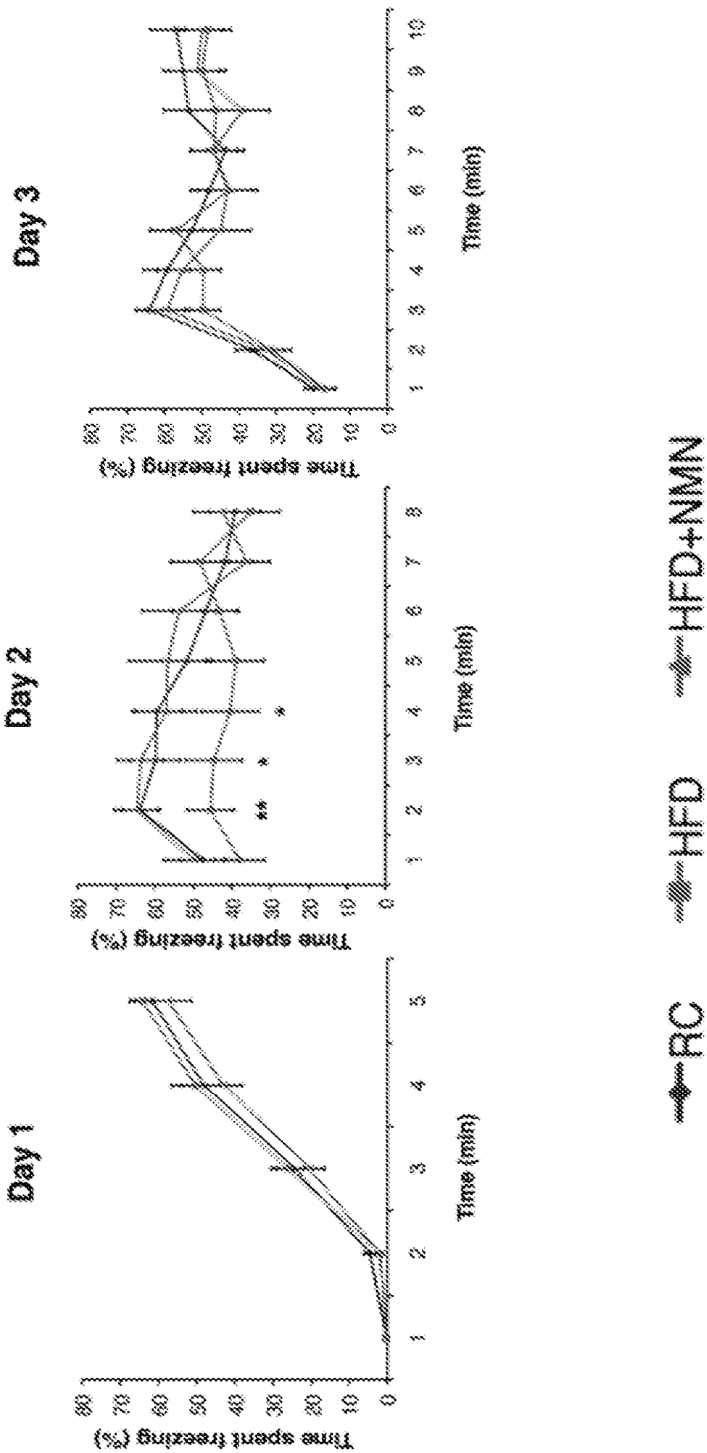 Day 1
Time spent freezing (%)
80
70
60
50
40
30
20
10
0
1 2 3 4 5
Time (min)
Day 2
Time spent freezing (%)
80
70
60
50
40
30
20
10
0
**
*
*
1 2 3 4 5 6 7 8
Time (min)
Day 3
Time spent freezing (%)
80
70
60
50
40
30
20
10
0
1 2 3 4 5 6 7 8 9 10
Time (min)
RC HFD HFD+NMN